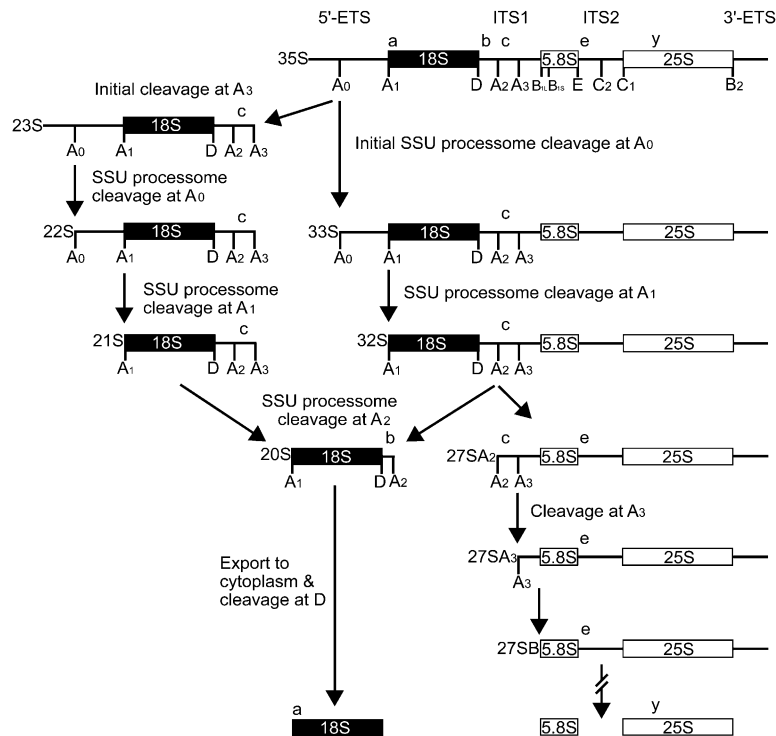 5'-ETS ITS1 ITS2 3'-ETS
a b c e y
35S 18S 5.8S 25S
A0 A1 D A2 A3 B1L B1S E C2 C1 B2
Initial cleavage at A3
c
23S 18S
A0 A1 D A2 A3
Initial SSU processome cleavage at A0
SSU processome
cleavage at A0
c c
22S 18S 33S 18S 5.8S 25S
A0 A1 D A2 A3 A0 A1 D A2 A3
SSU processome
cleavage at A1
SSU processome cleavage at A1
c c
21S 18S 32S 18S 5.8S 25S
A1 D A2 A3 A1 D A2 A3
SSU processome
cleavage at A2
b c e
20S 18S 27SA2 5.8S 25S
A1 D A2 A2 A3
Cleavage at A3
e
27SA3 5.8S 25S
A3
Export to
cytoplasm &
cleavage at D
e
27SB 5.8S 25S
a y
18S 5.8S 25S